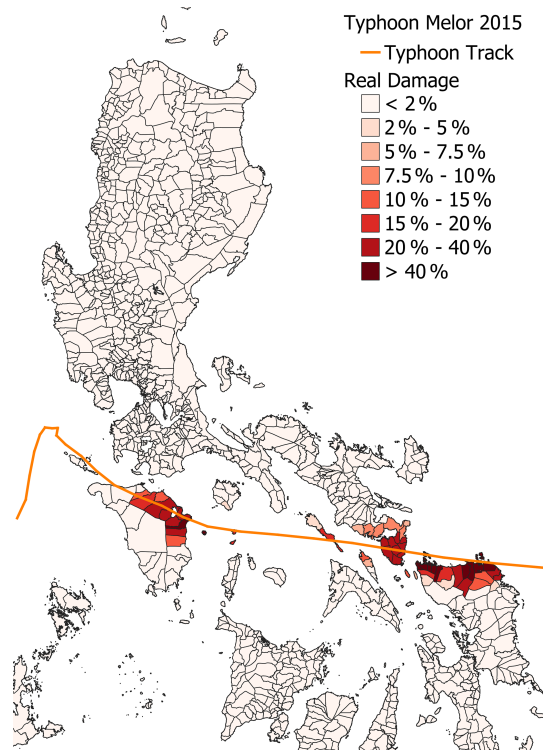 Typhoon Melor 2015
Typhoon Track
Real Damage
< 2 %
2 % - 5 %
5 % - 7.5 %
7.5 % - 10 %
10 % - 15 %
15 % - 20 %
20 % - 40 %
> 40 %